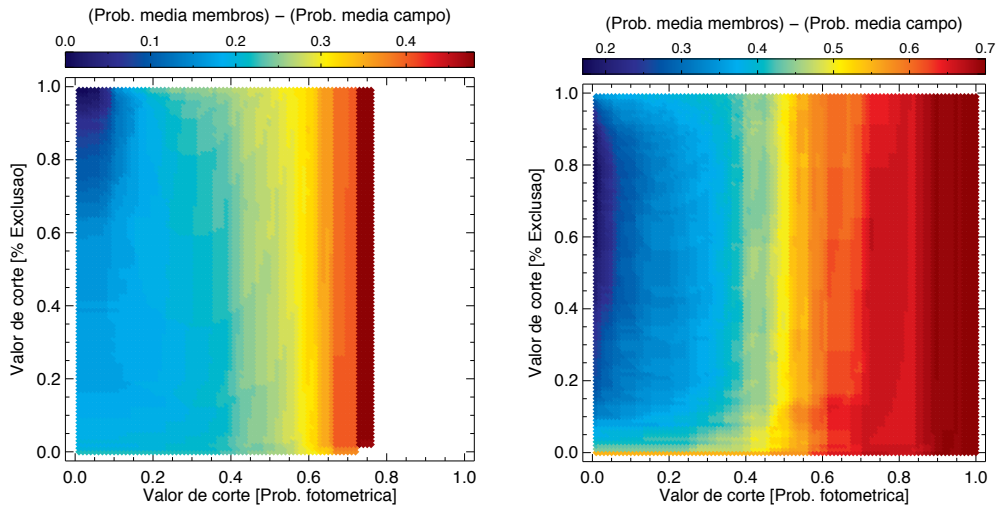 (Prob. media membros) − (Prob. media campo)
0.0 0.1 0.2 0.3 0.4
1.0
0.8
0.6
0.4
0.2
0.0
Valor de corte [% Exclusao]
0.0 0.2 0.4 0.6 0.8 1.0
Valor de corte [Prob. fotometrica]
(Prob. media membros) − (Prob. media campo)
0.2 0.3 0.4 0.5 0.6 0.7
1.0
0.8
0.6
0.4
0.2
0.0
Valor de corte [% Exclusao]
0.0 0.2 0.4 0.6 0.8 1.0
Valor de corte [Prob. fotometrica]